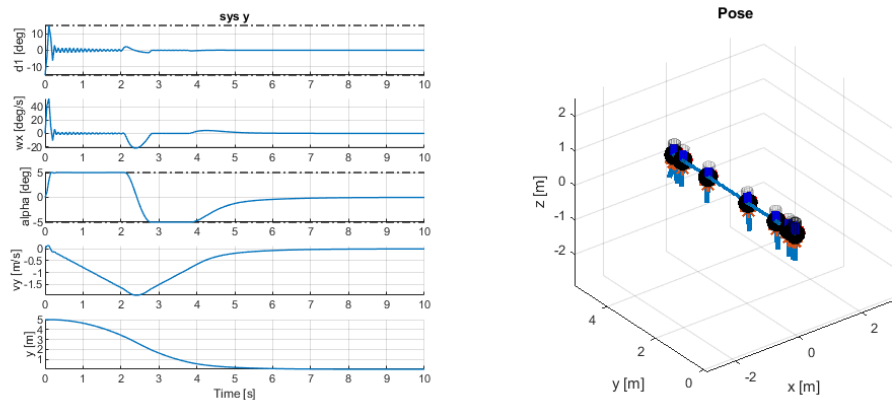 sys y
d1 [deg]
10
0
-10
0 1 2 3 4 5 6 7 8 9 10
wx [deg/s]
40
20
0
-20
0 1 2 3 4 5 6 7 8 9 10
alpha [deg]
5
0
-5
0 1 2 3 4 5 6 7 8 9 10
vy [m/s]
0
-0.5
-1
-1.5
0 1 2 3 4 5 6 7 8 9 10
y [m]
5
4
3
2
1
0 1 2 3 4 5 6 7 8 9 10
Time [s]
Pose
z [m]
2
1
0
-1
-2
y [m]
4
2
0
x [m]
-2
0
2